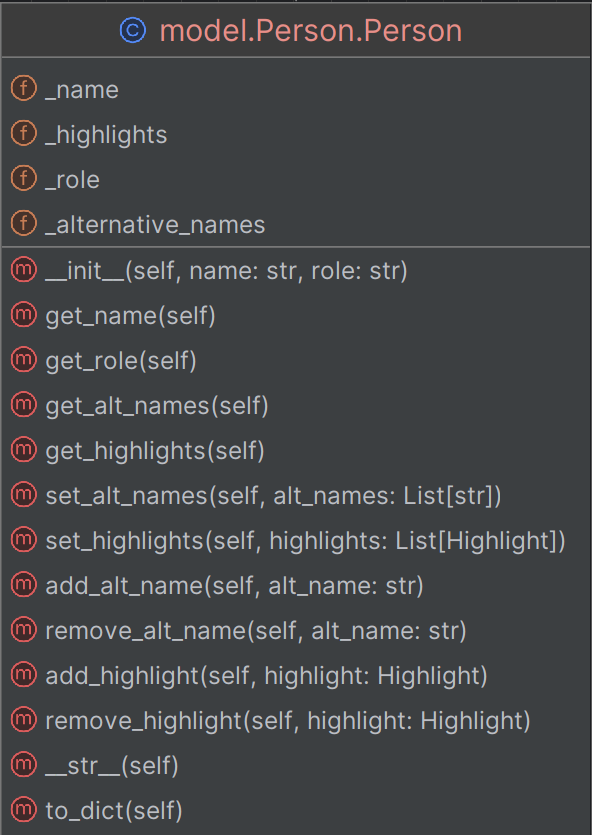 C model.Person.Person
f _name
f _highlights
f _role
f _alternative_names
m __init__(self, name: str, role: str)
m get_name(self)
m get_role(self)
m get_alt_names(self)
m get_highlights(self)
m set_alt_names(self, alt_names: List[str])
m set_highlights(self, highlights: List[Highlight])
m add_alt_name(self, alt_name: str)
m remove_alt_name(self, alt_name: str)
m add_highlight(self, highlight: Highlight)
m remove_highlight(self, highlight: Highlight)
m __str__(self)
m to_dict(self)